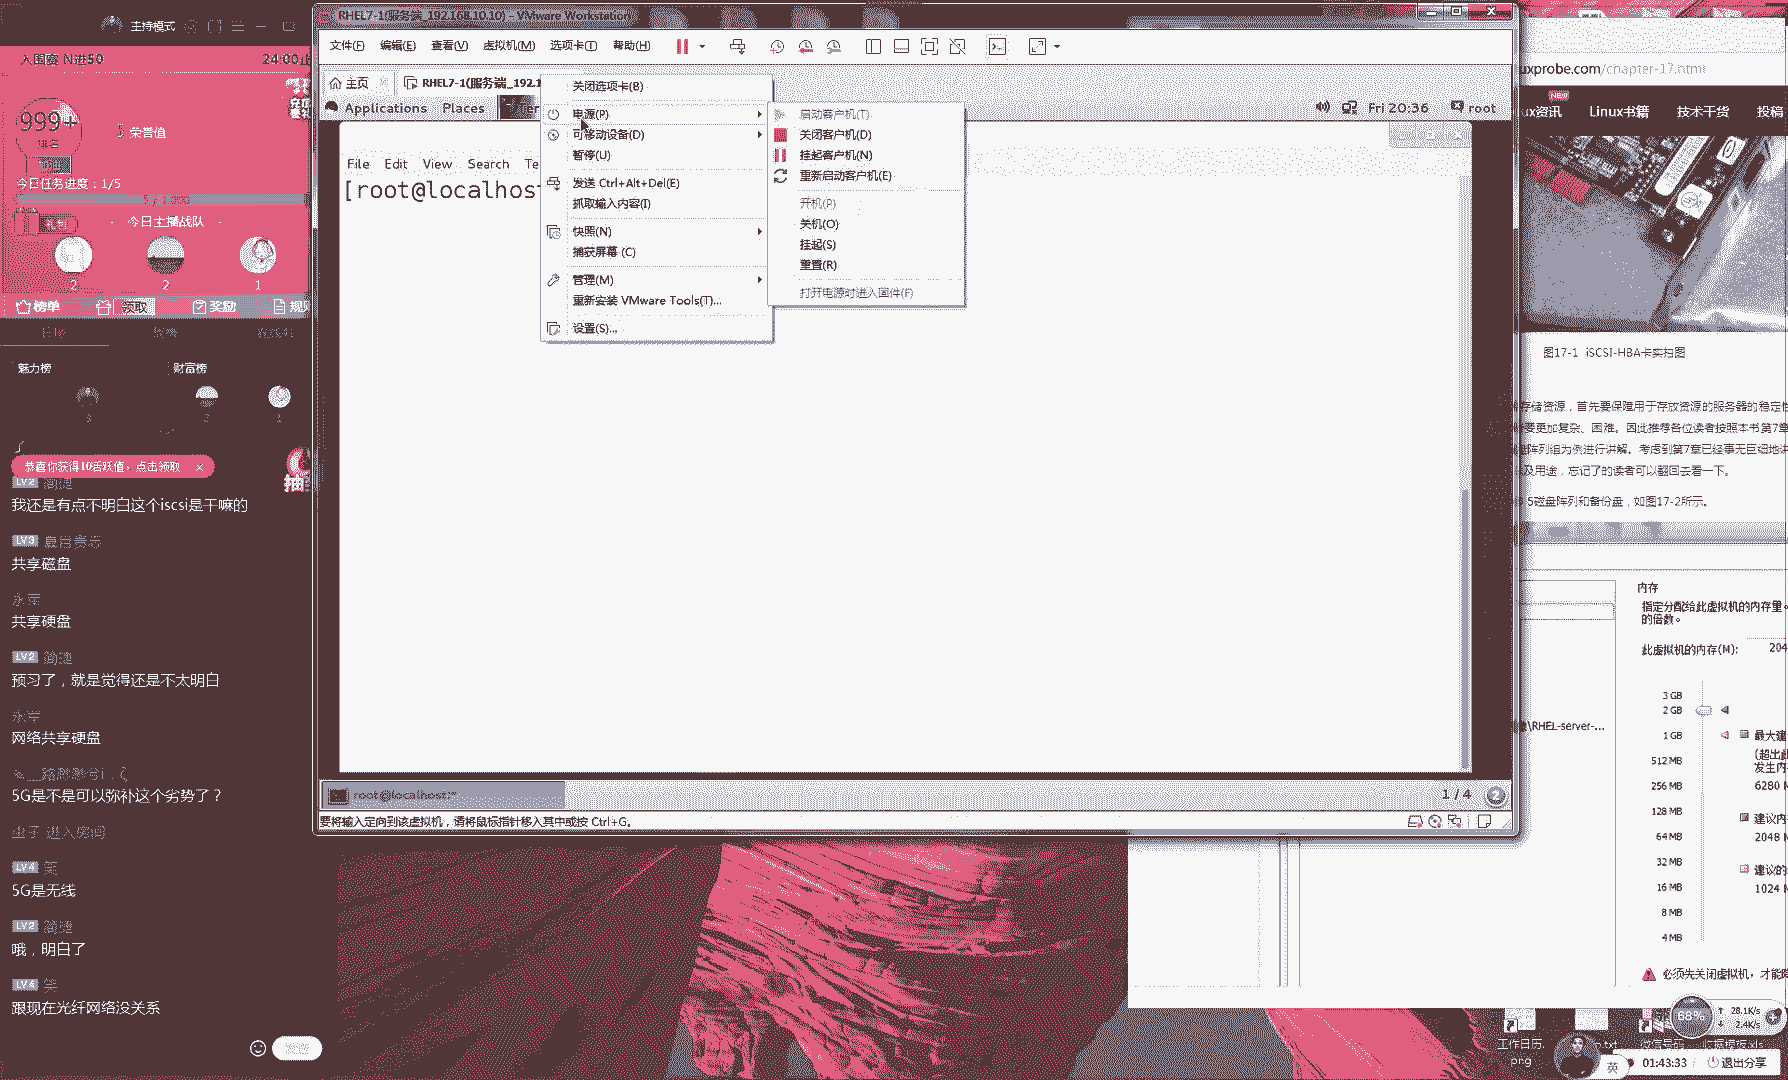 主持模式
入围赛 N进50
24:00止
999+
排名
荣誉值
今日任务进度：1/5
今日主播战队
2
2
1
榜单
领取
奖励
规则
魅力榜
财富榜
恭喜你获得10活跃值，点击领取
抽
LV2
我还是有点不明白这个iscsi是干嘛的
LV3
共享磁盘
共享硬盘
LV2
预习了，就是觉得还是不太明白
网络共享硬盘
5G是不是可以弥补这个劣势了？
进入房间
LV4
5G是无线
LV2
哦，明白了
LV4
跟现在光纤网络没关系
RHEL7-1(服务端_192.168.10.10) - VMware Workstation
文件(F)
编辑(E)
查看(V)
虚拟机(M)
选项卡(T)
帮助(H)
主页
RHEL7-1(服务端_192.1
Applications
Places
Ter
Fri 20:36
root
File
Edit
View
Search
Te
[root@localhost
关闭选项卡(B)
电源(P)
可移动设备(D)
暂停(U)
发送 Ctrl+Alt+Del(E)
抓取输入内容(I)
快照(N)
捕获屏幕 (C)
管理(M)
重新安装 VMware Tools(T)...
设置(S)...
启动客户机(T)
关闭客户机(D)
挂起客户机(N)
重新启动客户机(E)
开机(P)
关机(O)
挂起(S)
重置(R)
打开电源时进入固件(F)
root@localhost:~
1 / 4
2
要将输入定向到该虚拟机，请将鼠标指针移入其中或按 Ctrl+G。
uxprobe.com/chapter-17.html
NEW
ux资讯
Linux书籍
技术干货
投稿
图17-1 iSCSI-HBA卡实拍图
存储资源，首先要保障用于存放资源的服务器的稳定性
要更加复杂、困难。因此推荐各位读者按照本书第7章
阵列组为例进行讲解。考虑到第7章已经事无巨细地讲
及用途，忘记了的读者可以翻回去看一下。
5磁盘阵列和备份盘，如图17-2所示。
内存
指定分配给此虚拟机的内存量。
的倍数。
此虚拟机的内存(M):
204
\RHEL-server-...
3 GB
2 GB
1 GB
512 MB
256 MB
128 MB
64 MB
32 MB
16 MB
8 MB
4 MB
最大建
(超出此
发生内存
6280 M
建议内
2048 M
建议的
1024 M
必须先关闭虚拟机，才能
68%
28.1K/s
2.4K/s
工作日历.
png
.txt
01:43:33
退出分享
英